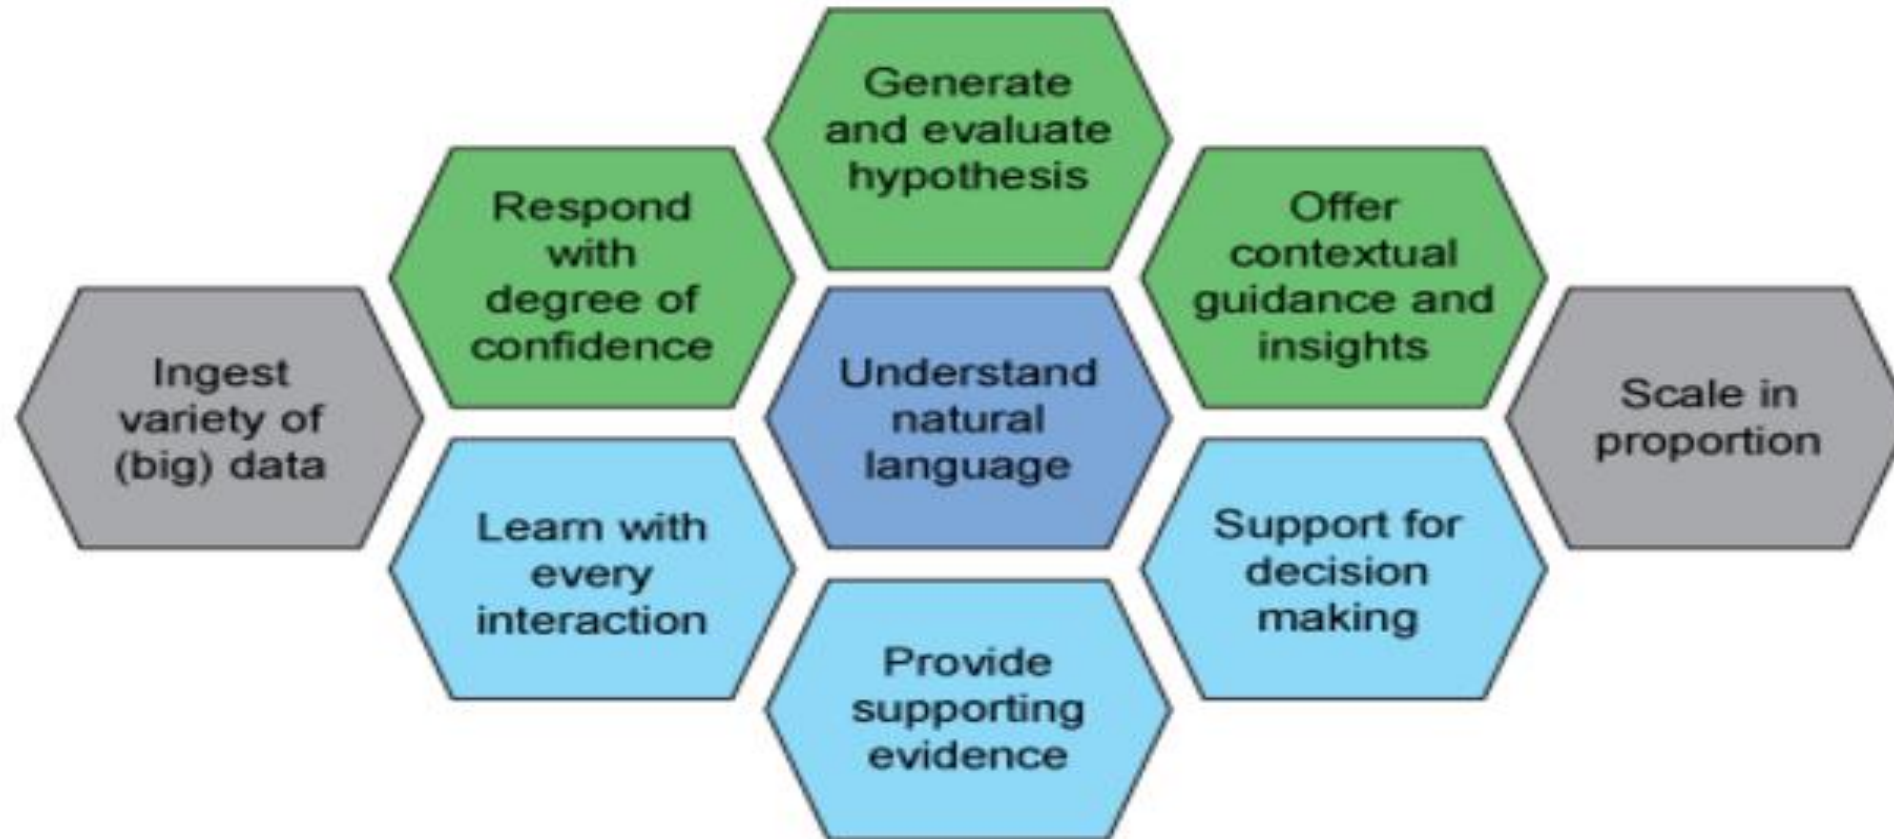 Generate
and evaluate
hypothesis
Respond
with
degree of
confidence
Offer
contextual
guidance and
insights
Ingest
variety of
(big) data
Understand
natural
language
Scale in
proportion
Learn with
every
interaction
Support for
decision
making
Provide
supporting
evidence